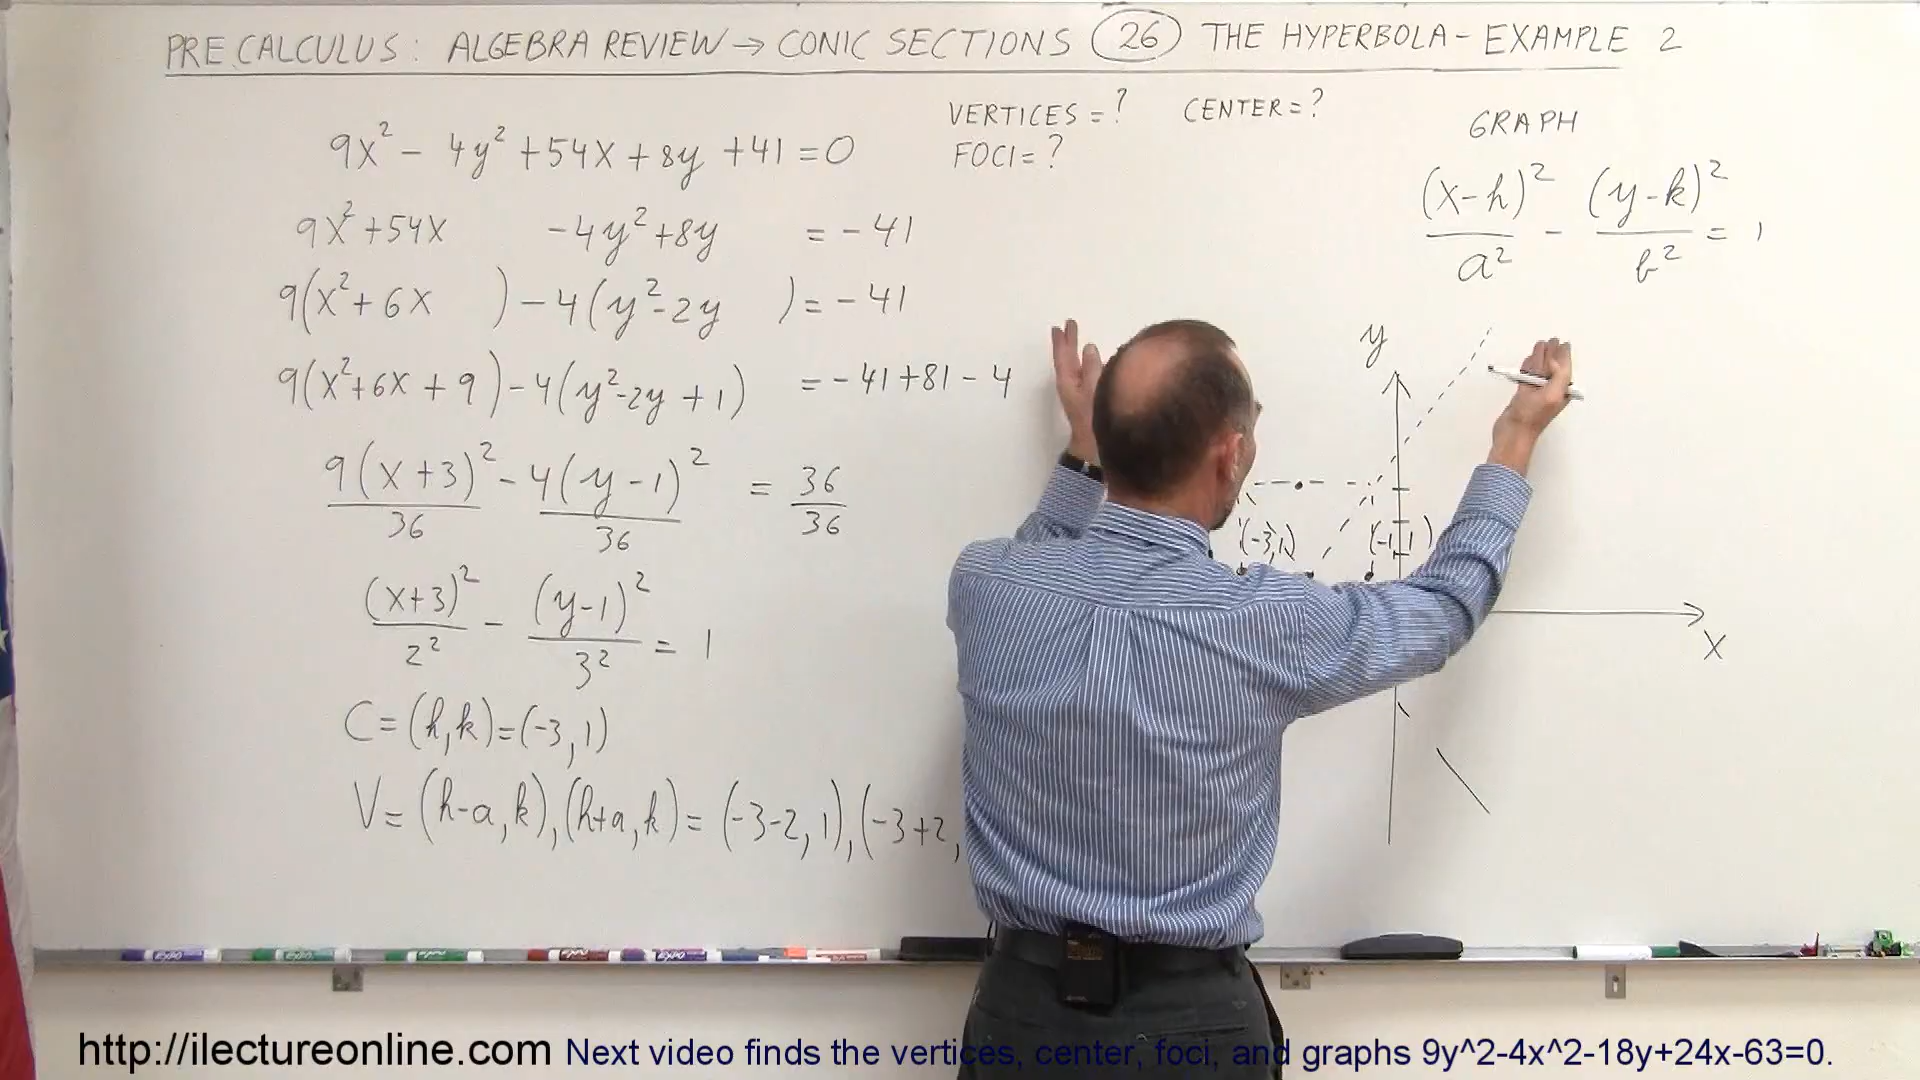 PRE CALCULUS: ALGEBRA REVIEW → CONIC SECTIONS 26 THE HYPERBOLA - EXAMPLE 2
9x² - 4y² + 54x + 8y + 41 = 0
VERTICES = ? CENTER = ?
FOCI = ?
GRAPH
(x-h)²/a² - (y-k)²/b² = 1
9x² + 54x - 4y² + 8y = - 41
9(x² + 6x ) - 4(y² - 2y ) = - 41
9(x² + 6x + 9) - 4(y² - 2y + 1) = - 41 + 81 - 4
9(x+3)²/36 - 4(y-1)²/36 = 36/36
(x+3)²/2² - (y-1)²/3² = 1
C = (h,k) = (-3,1)
V = (h-a,k),(h+a,k) = (-3-2,1),(-3+2,
y
(-3,1) (-1,1)
x
http://ilectureonline.com Next video finds the vertices, center, foci, and graphs 9y^2-4x^2-18y+24x-63=0.